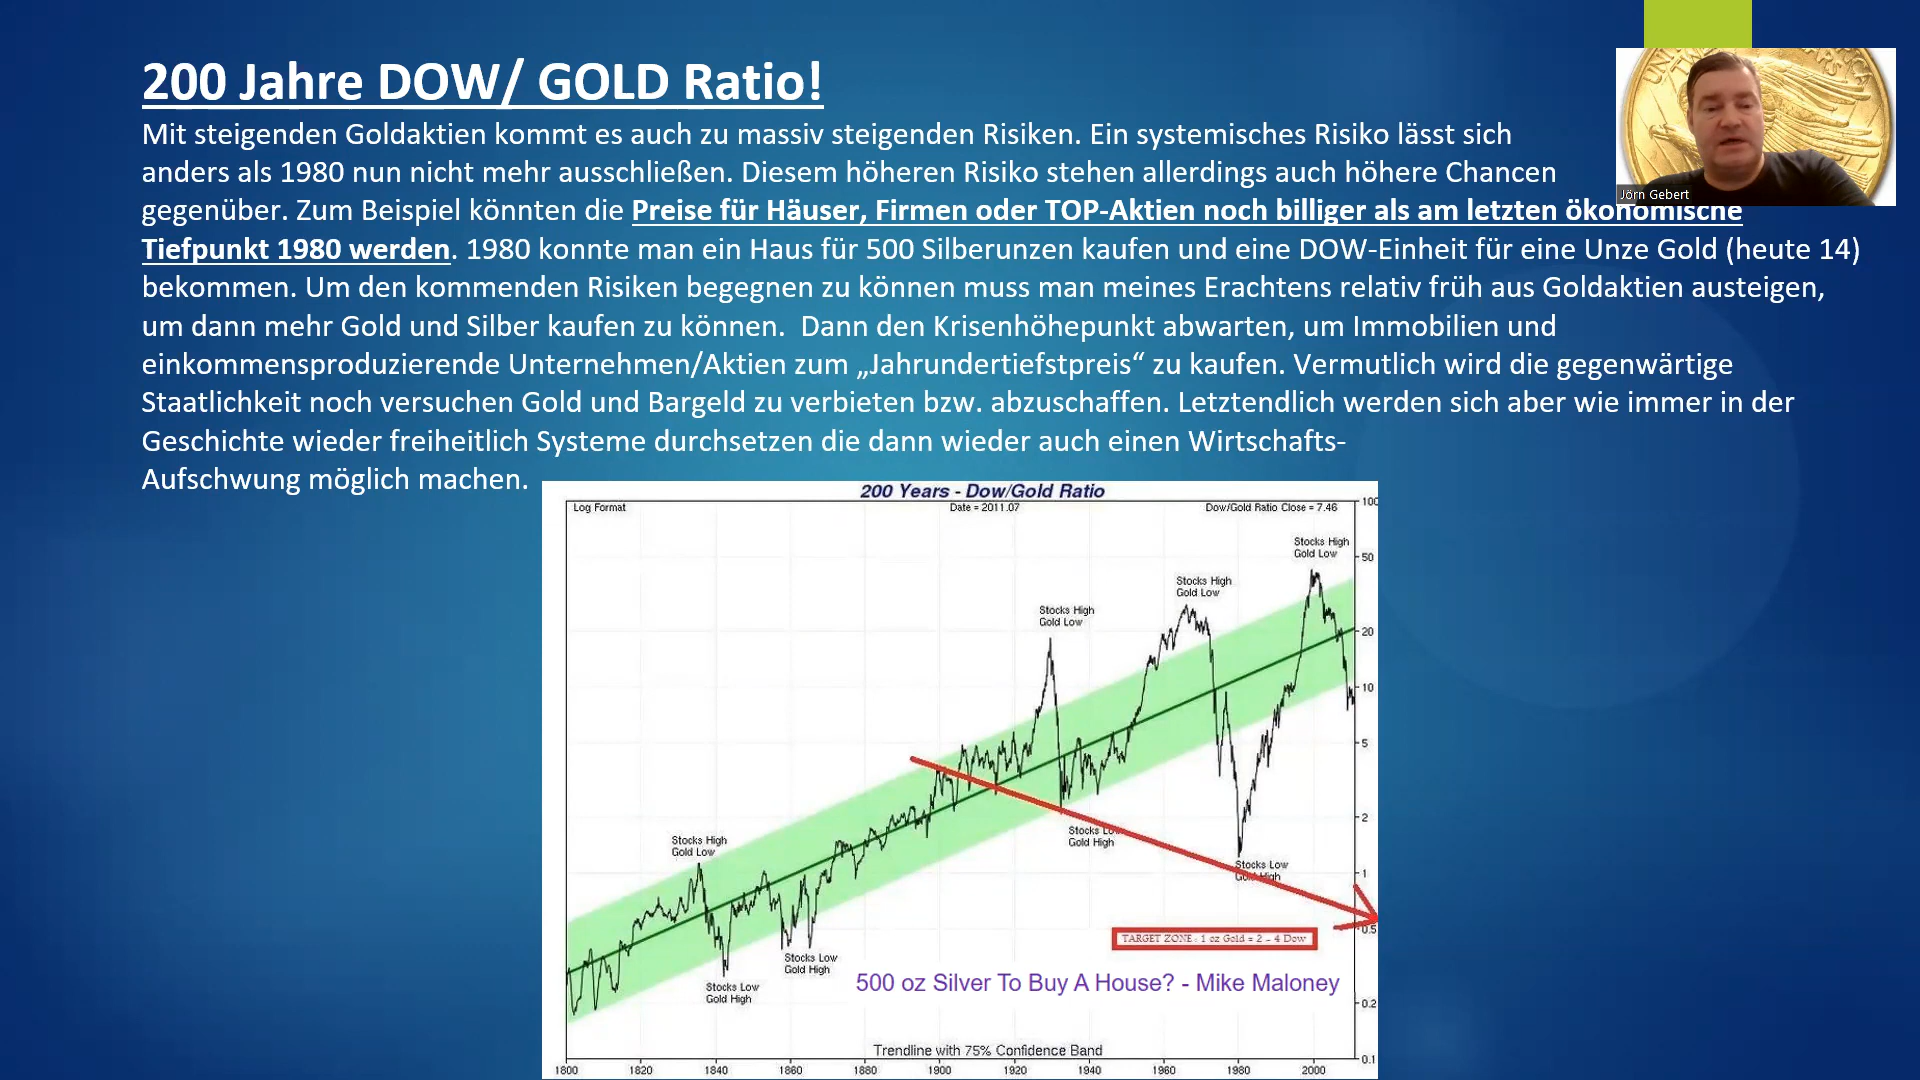 200 Jahre DOW/ GOLD Ratio!
Mit steigenden Goldaktien kommt es auch zu massiv steigenden Risiken. Ein systemisches Risiko lässt sich
anders als 1980 nun nicht mehr ausschließen. Diesem höheren Risiko stehen allerdings auch höhere Chancen
gegenüber. Zum Beispiel könnten die Preise für Häuser, Firmen oder TOP-Aktien noch billiger als am letzten ökonomische
Tiefpunkt 1980 werden. 1980 konnte man ein Haus für 500 Silberunzen kaufen und eine DOW-Einheit für eine Unze Gold (heute 14)
bekommen. Um den kommenden Risiken begegnen zu können muss man meines Erachtens relativ früh aus Goldaktien austeigen,
um dann mehr Gold und Silber kaufen zu können.  Dann den Krisenhöhepunkt abwarten, um Immobilien und
einkommensproduzierende Unternehmen/Aktien zum „Jahrundertiefstpreis“ zu kaufen. Vermutlich wird die gegenwärtige
Staatlichkeit noch versuchen Gold und Bargeld zu verbieten bzw. abzuschaffen. Letztendlich werden sich aber wie immer in der
Geschichte wieder freiheitlich Systeme durchsetzen die dann wieder auch einen Wirtschafts-
Aufschwung möglich machen.
Jörn Gebert
200 Years - Dow/Gold Ratio
Log Format
Date = 2011.07
Dow/Gold Ratio Close = 7.46
100
50
20
10
5
2
1
0.5
0.2
0.1
Stocks High
Gold Low
Stocks High
Gold Low
Stocks High
Gold Low
Stocks High
Gold Low
Stocks Low
Gold High
Stocks Low
Gold High
Stocks Low
Gold High
Stocks Low
Gold High
TARGET ZONE : 1 oz Gold = 2 - 4 Dow
500 oz Silver To Buy A House? - Mike Maloney
Trendline with 75% Confidence Band
1800
1820
1840
1860
1880
1900
1920
1940
1960
1980
2000